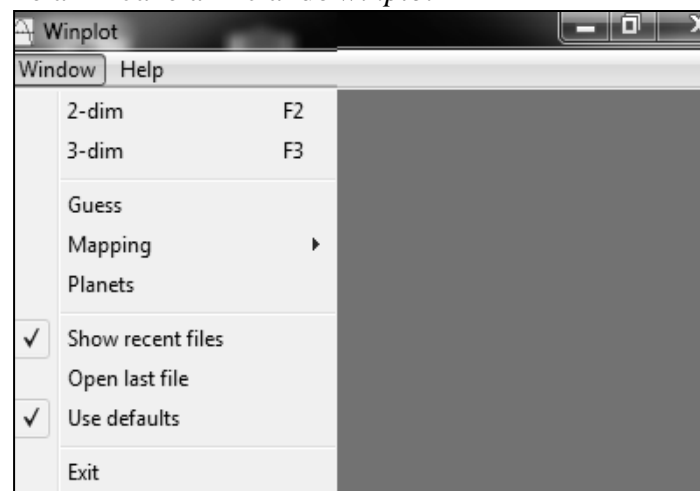 Winplot
Window Help
2-dim F2
3-dim F3
Guess
Mapping
Planets
Show recent files
Open last file
Use defaults
Exit